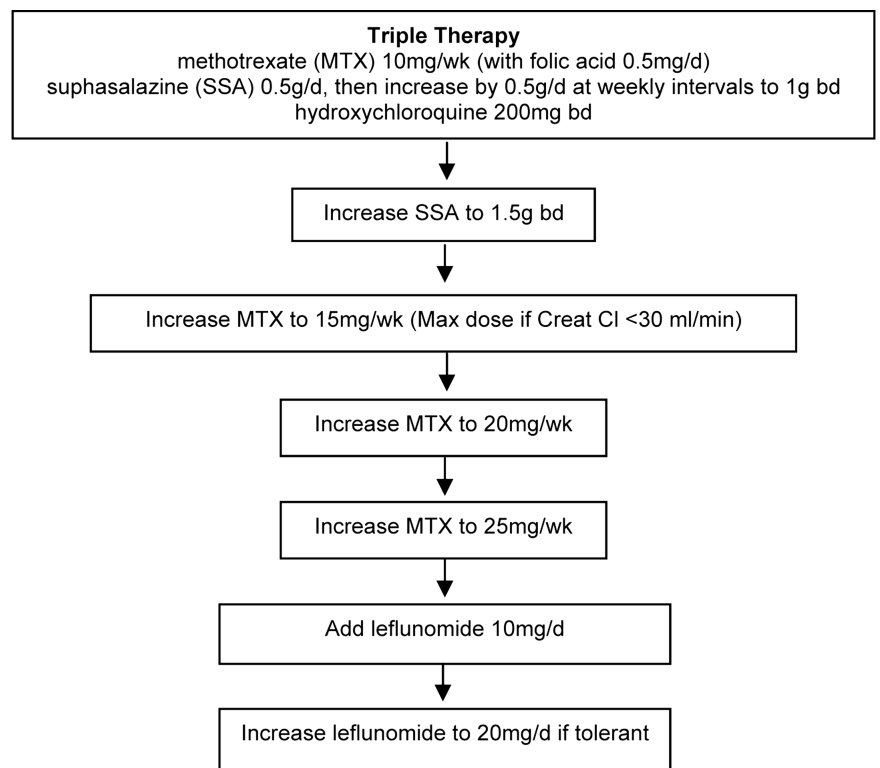 Triple Therapy
methotrexate (MTX) 10mg/wk (with folic acid 0.5mg/d)
suphasalazine (SSA) 0.5g/d, then increase by 0.5g/d at weekly intervals to 1g bd
hydroxychloroquine 200mg bd
Increase SSA to 1.5g bd
Increase MTX to 15mg/wk (Max dose if Creat Cl <30 ml/min)
Increase MTX to 20mg/wk
Increase MTX to 25mg/wk
Add leflunomide 10mg/d
Increase leflunomide to 20mg/d if tolerant